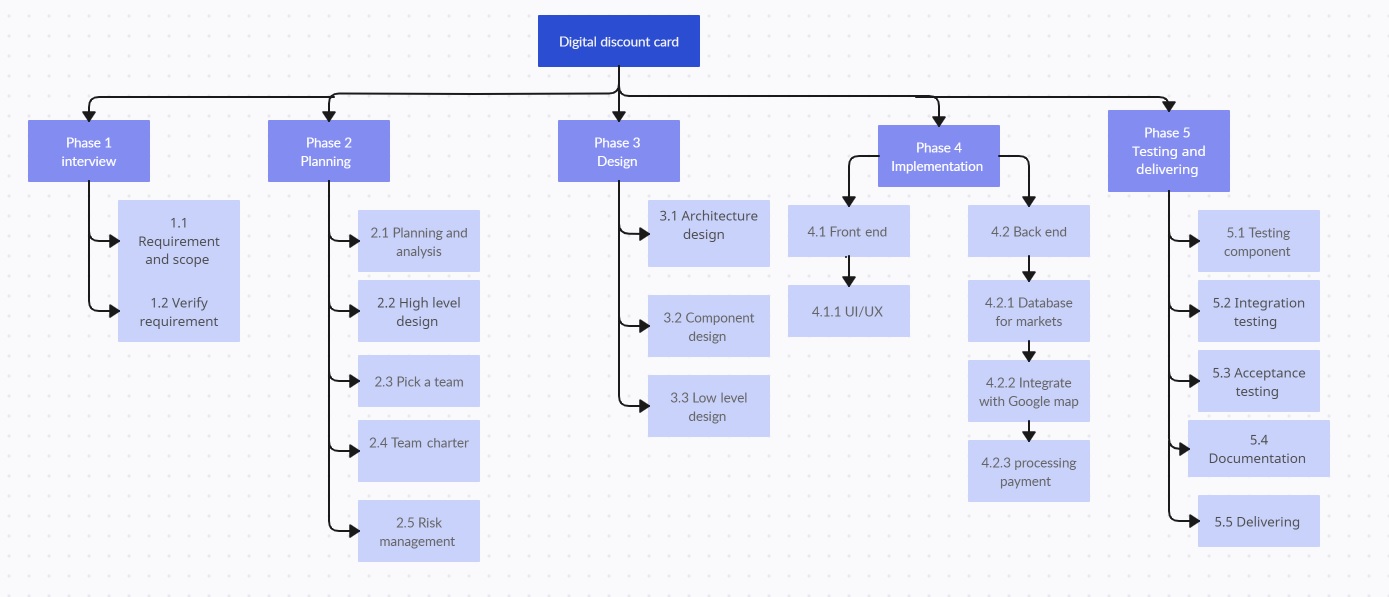 Digital discount card
Phase 1
interview
1.1
Requirement
and scope
1.2 Verify
requirement
Phase 2
Planning
2.1 Planning and
analysis
2.2 High level
design
2.3 Pick a team
2.4 Team charter
2.5 Risk
management
Phase 3
Design
3.1 Architecture
design
3.2 Component
design
3.3 Low level
design
Phase 4
Implementation
4.1 Front end
4.1.1 UI/UX
4.2 Back end
4.2.1 Database
for markets
4.2.2 Integrate
with Google map
4.2.3 processing
payment
Phase 5
Testing and
delivering
5.1 Testing
component
5.2 Integration
testing
5.3 Acceptance
testing
5.4
Documentation
5.5 Delivering